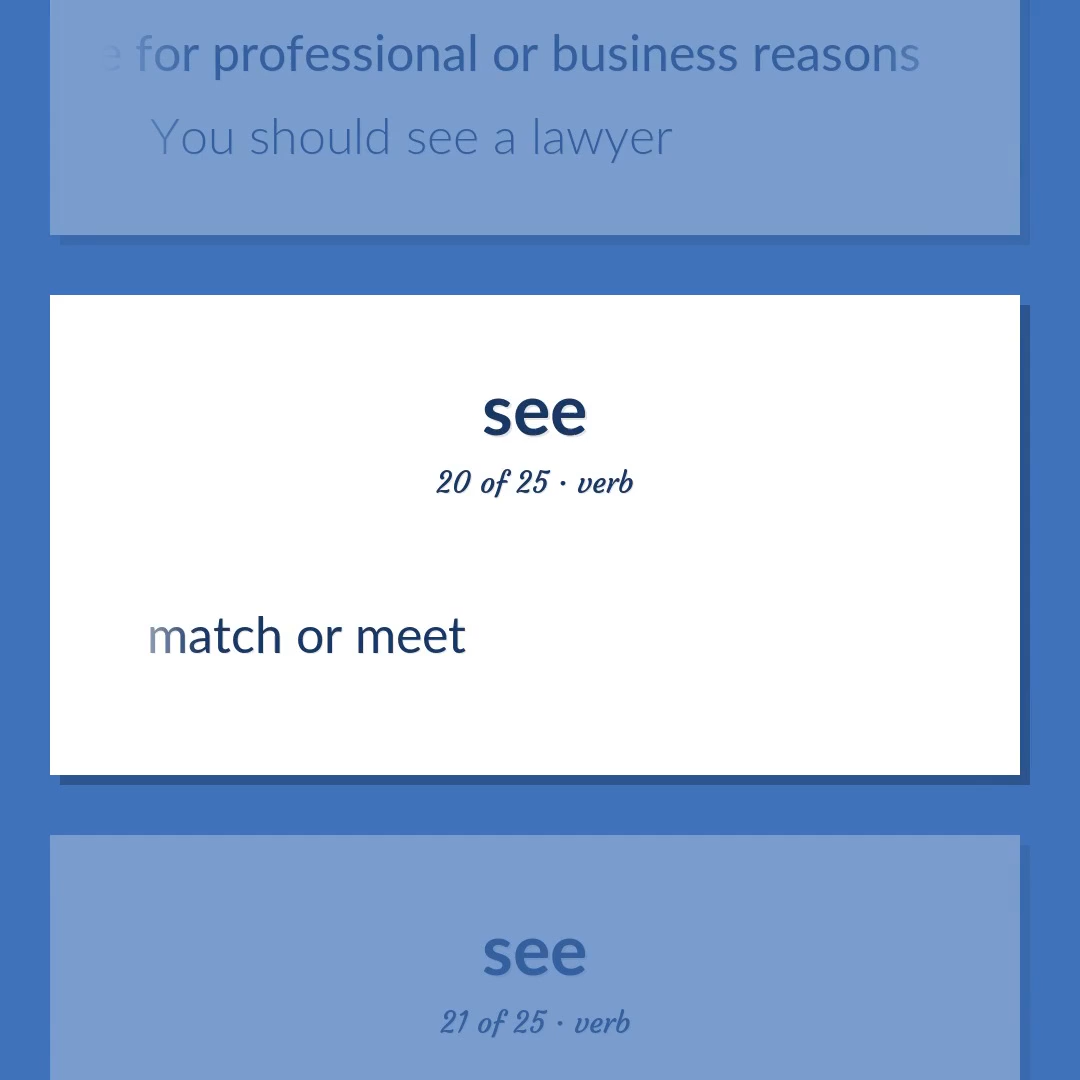 for professional or business reasons
You should see a lawyer
see
20 of 25 · verb
match or meet
see
21 of 25 · verb